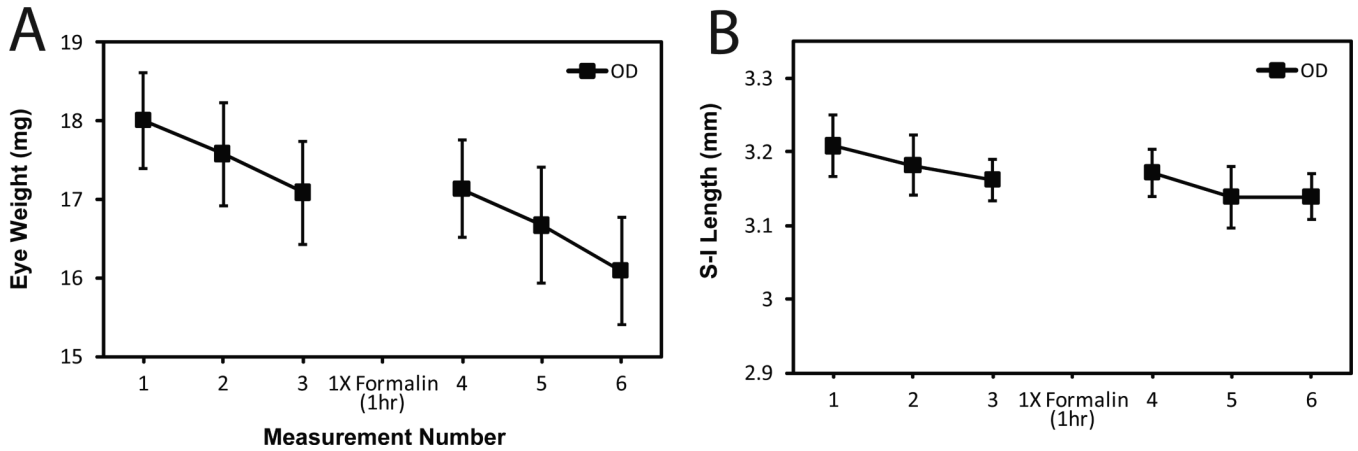 A
Eye Weight (mg)
19
18
17
16
15
OD
1 2 3 1X Formalin 4 5 6
(1hr)
Measurement Number
B
S-I Length (mm)
3.3
3.2
3.1
3
2.9
OD
1 2 3 1X Formalin 4 5 6
(1hr)